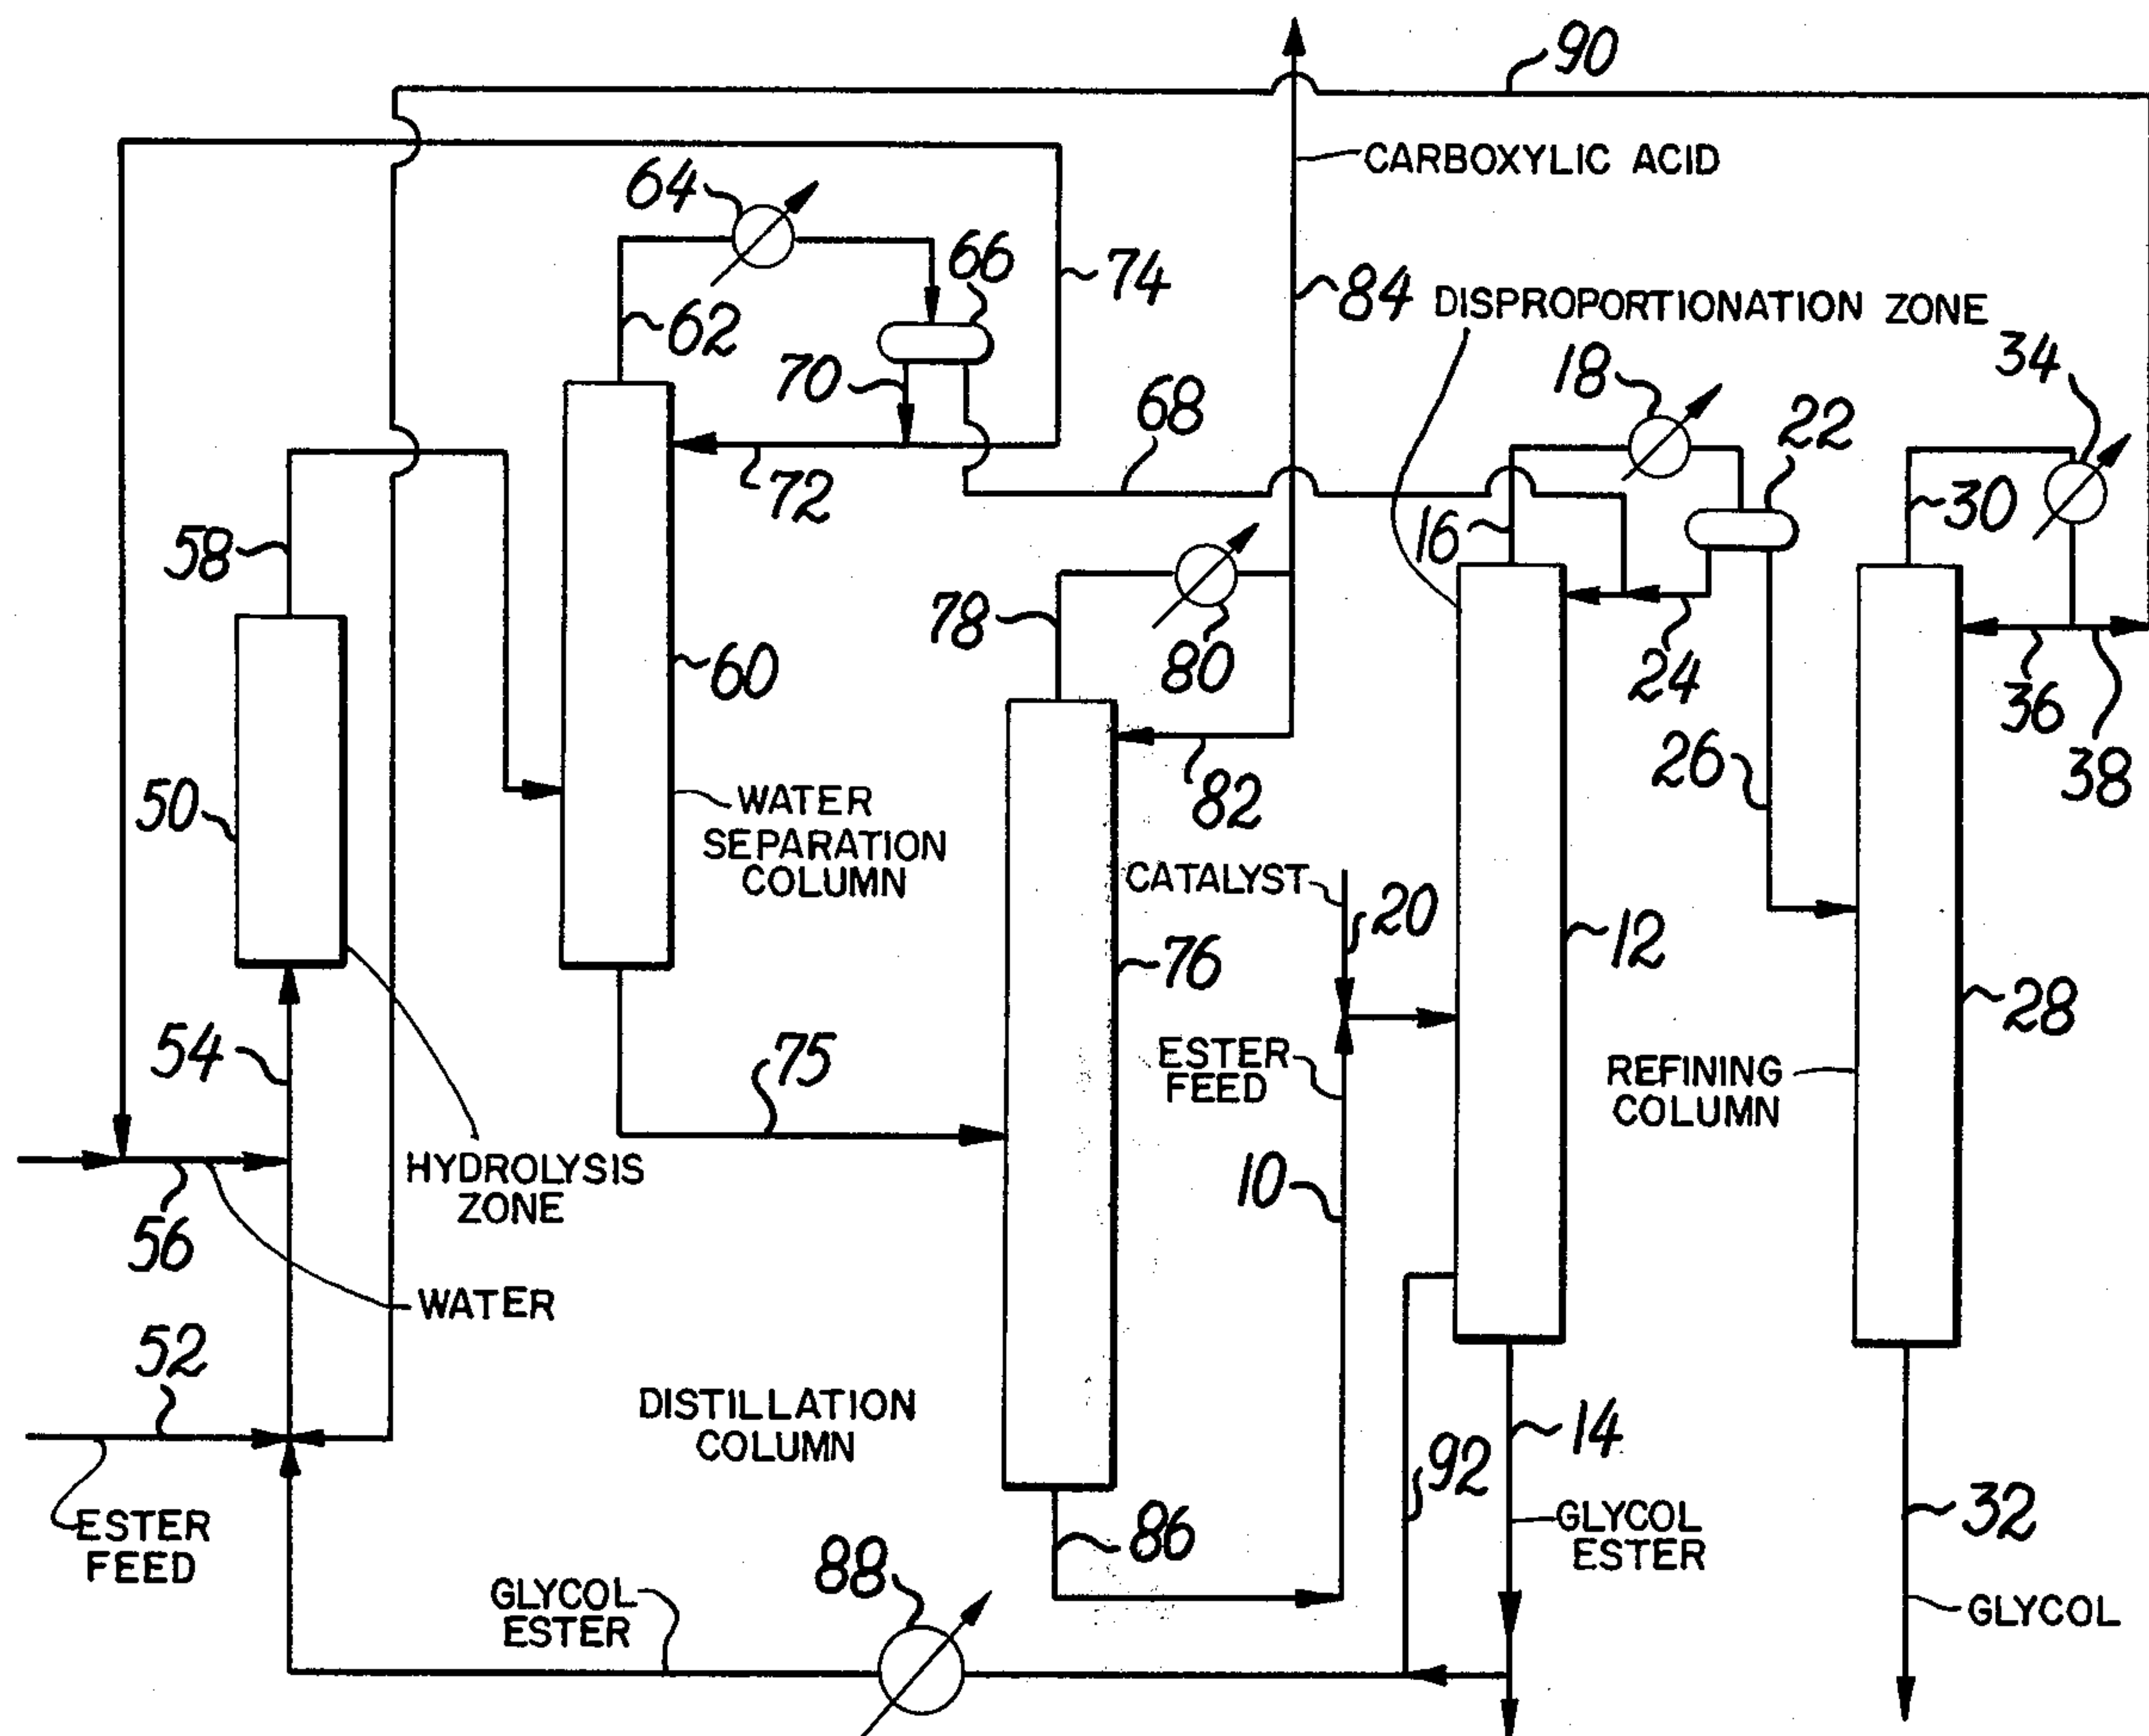 90
CARBOXYLIC ACID
64
66
74
84
DISPROPORTIONATION ZONE
62
70
68
18
22
34
72
16
30
58
78
80
24
36
38
60
26
82
50
WATER
SEPARATION
COLUMN
CATALYST
20
12
76
28
54
75
ESTER
FEED
REFINING
COLUMN
HYDROLYSIS
ZONE
10
56
WATER
52
DISTILLATION
COLUMN
14
92
ESTER
FEED
86
GLYCOL
ESTER
32
88
GLYCOL
ESTER
GLYCOL